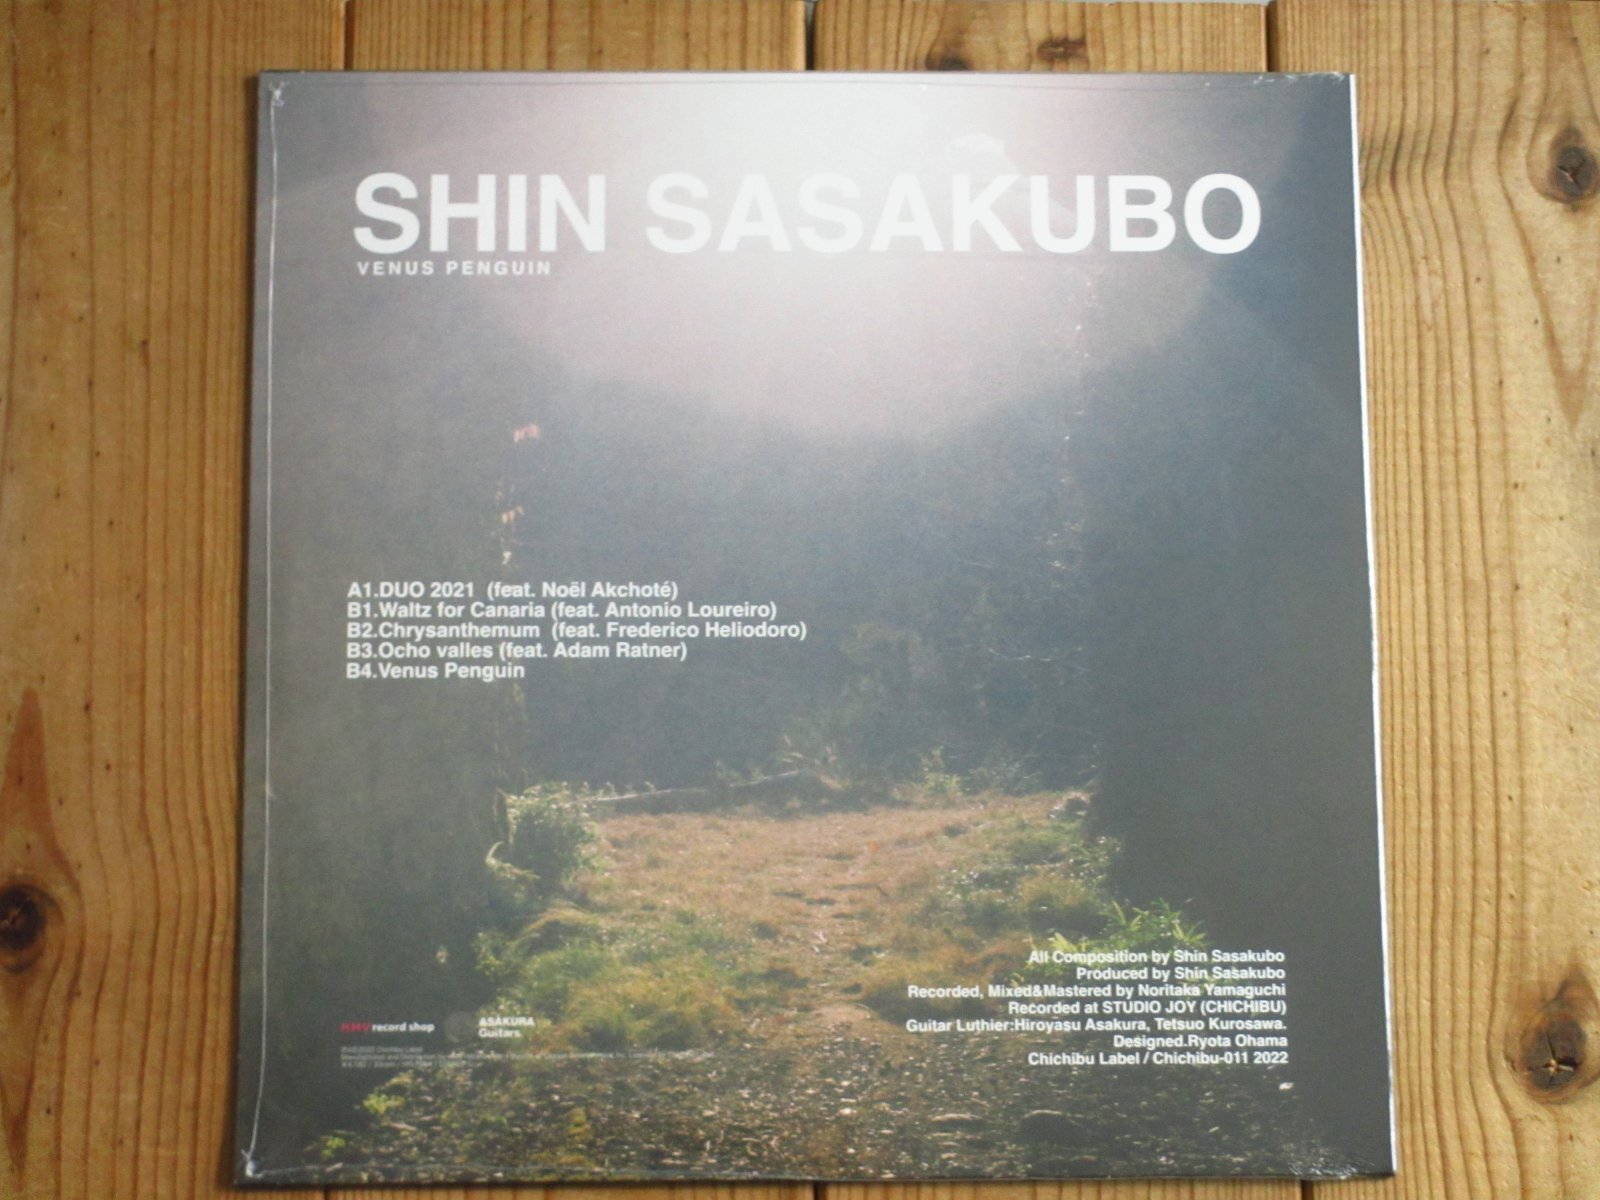 SHIN SASAKUBO
VENUS PENGUIN
A1.DUO 2021 (feat. Noël Akchoté)
B1.Waltz for Canaria (feat. Antonio Loureiro)
B2.Chrysanthemum (feat. Frederico Heliodoro)
B3.Ocho valles (feat. Adam Ratner)
B4.Venus Penguin
All Composition by Shin Sasakubo
Produced by Shin Sasakubo
Recorded, Mixed&Mastered by Noritaka Yamaguchi
Recorded at STUDIO JOY (CHICHIBU)
Guitar Luthier:Hiroyasu Asakura, Tetsuo Kurosawa.
Designed.Ryota Ohama
Chichibu Label / Chichibu-011 2022
HMV record shop
ASAKURA
Guitars.